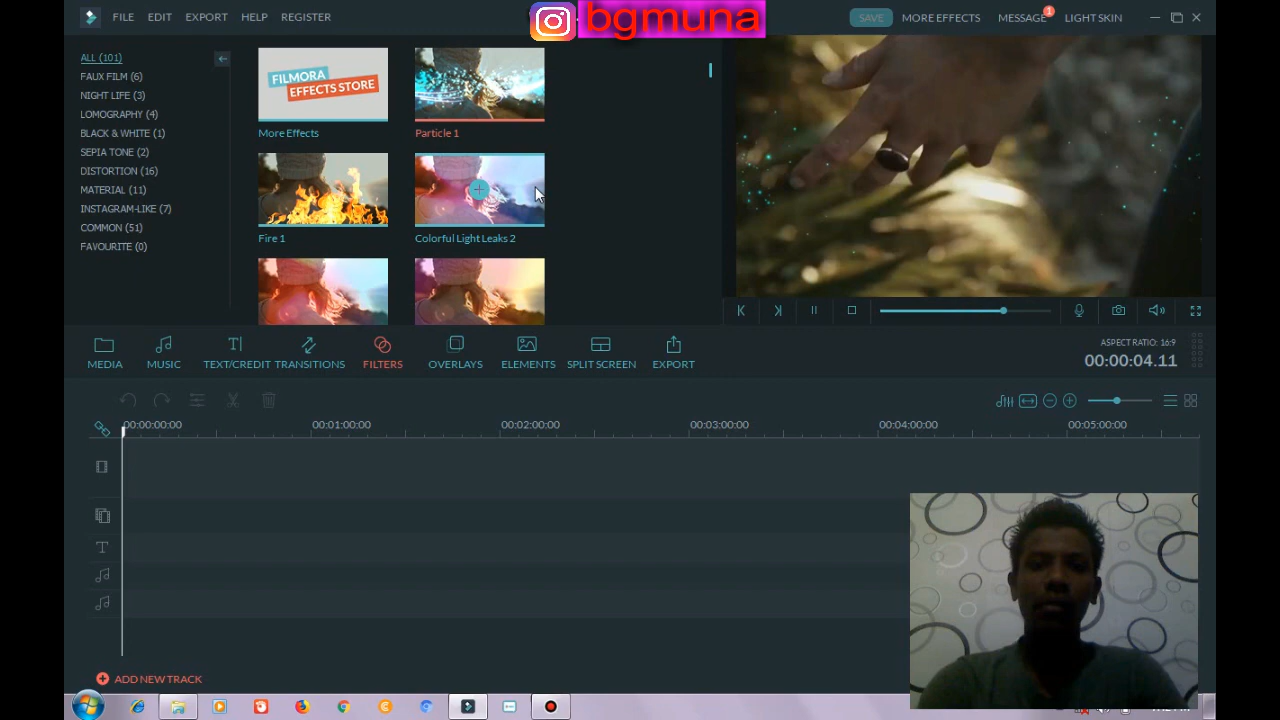 FILE EDIT EXPORT HELP REGISTER
bgmuna
SAVE MORE EFFECTS MESSAGE 1 LIGHT SKIN
ALL (101)
FAUX FILM (6)
NIGHT LIFE (3)
LOMOGRAPHY (4)
BLACK & WHITE (1)
SEPIA TONE (2)
DISTORTION (16)
MATERIAL (11)
INSTAGRAM-LIKE (7)
COMMON (51)
FAVOURITE (0)
FILMORA
EFFECTS STORE
More Effects
Particle 1
Fire 1
Colorful Light Leaks 2
MEDIA
MUSIC
TEXT/CREDIT
TRANSITIONS
FILTERS
OVERLAYS
ELEMENTS
SPLIT SCREEN
EXPORT
ASPECT RATIO: 16:9
00:00:04.11
00:00:00:00 00:01:00:00 00:02:00:00 00:03:00:00 00:04:00:00 00:05:00:00
ADD NEW TRACK